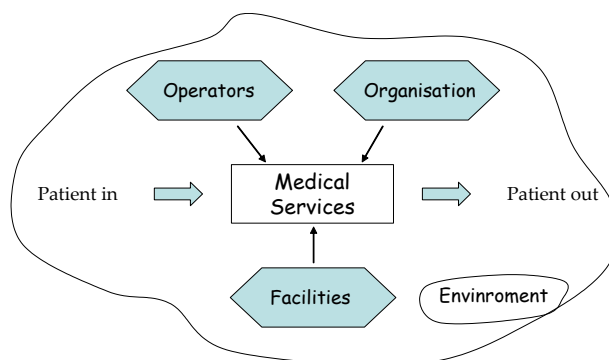 Operators
Organisation
Patient in
Medical
Services
Patient out
Facilities
Envinroment